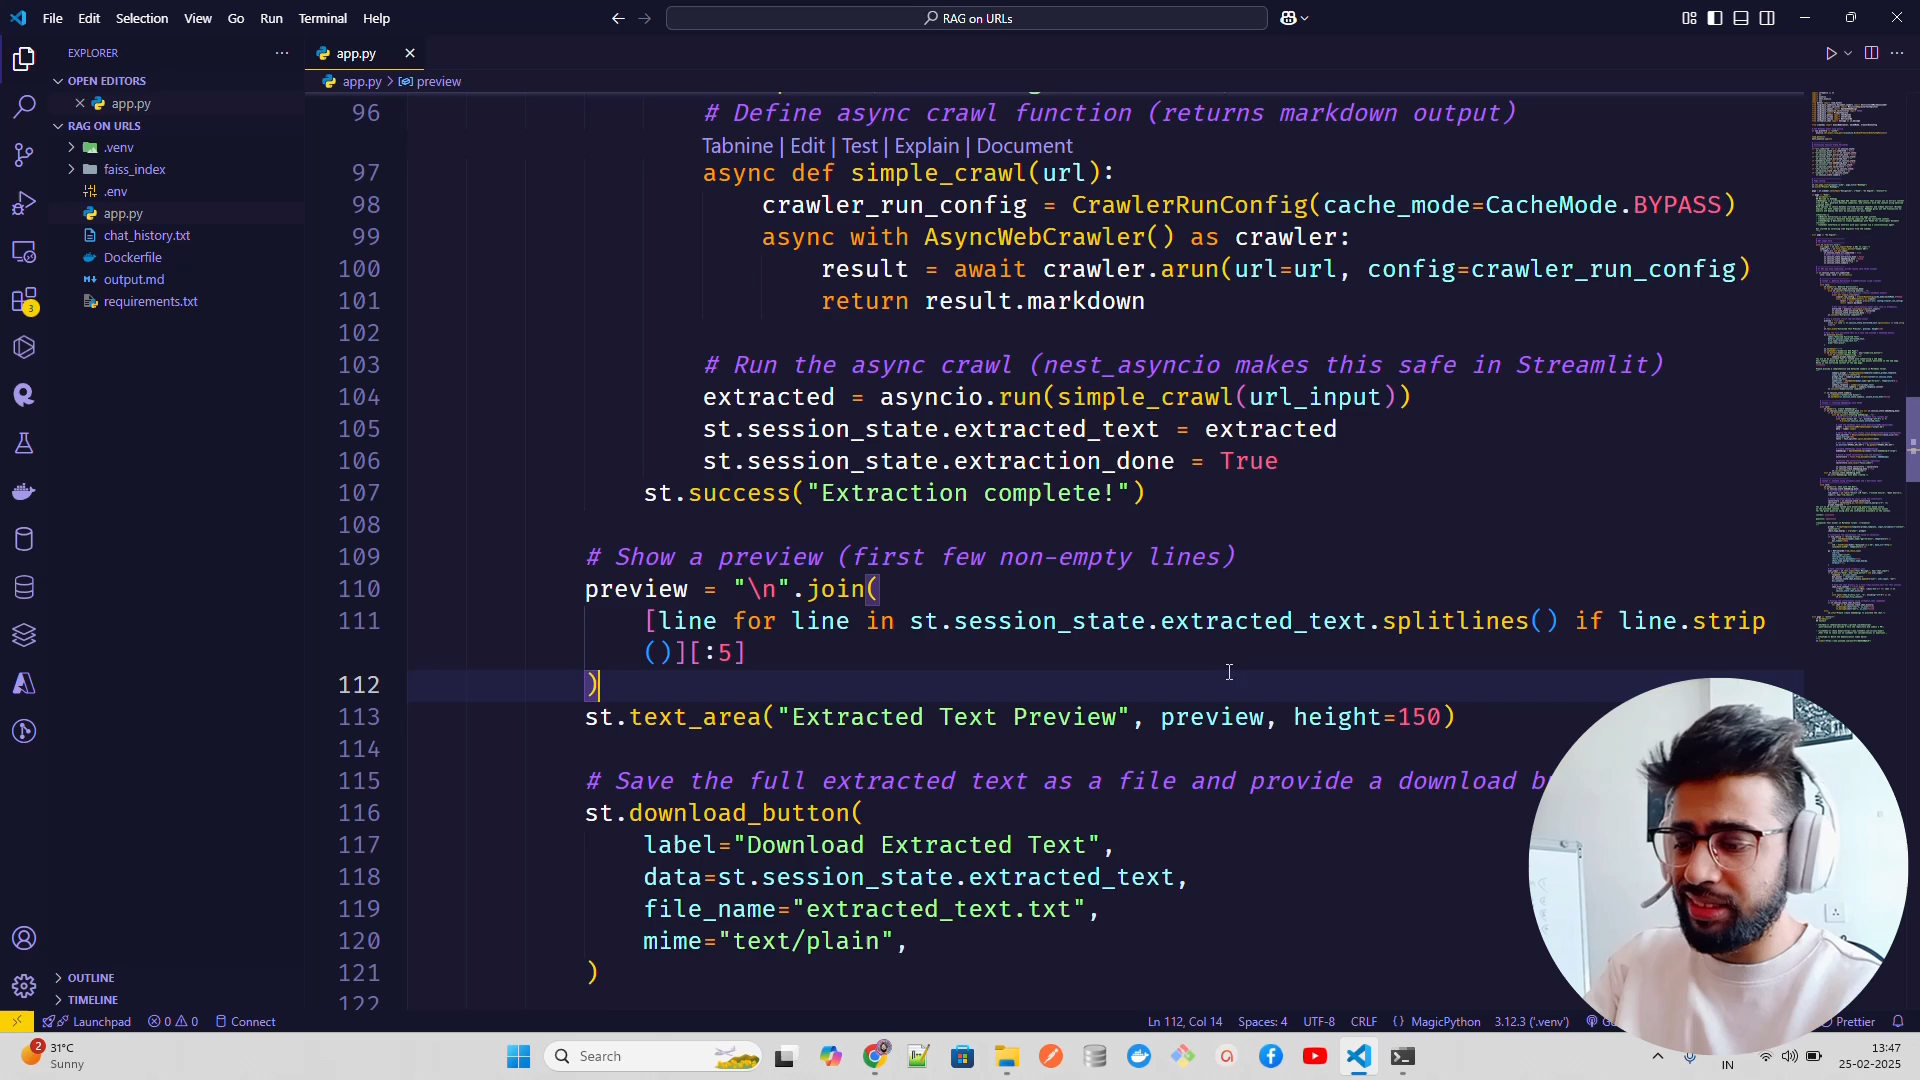 File Edit Selection View Go Run Terminal Help
RAG on URLs
EXPLORER
OPEN EDITORS
app.py
RAG ON URLS
.venv
faiss_index
.env
app.py
chat_history.txt
Dockerfile
output.md
requirements.txt
OUTLINE
TIMELINE
3
app.py
app.py > preview
96 # Define async crawl function (returns markdown output)
Tabnine | Edit | Test | Explain | Document
97 async def simple_crawl(url):
98 crawler_run_config = CrawlerRunConfig(cache_mode=CacheMode.BYPASS)
99 async with AsyncWebCrawler() as crawler:
100 result = await crawler.arun(url=url, config=crawler_run_config)
101 return result.markdown
102
103 # Run the async crawl (nest_asyncio makes this safe in Streamlit)
104 extracted = asyncio.run(simple_crawl(url_input))
105 st.session_state.extracted_text = extracted
106 st.session_state.extraction_done = True
107 st.success("Extraction complete!")
108
109 # Show a preview (first few non-empty lines)
110 preview = "\n".join(
111 [line for line in st.session_state.extracted_text.splitlines() if line.strip
()][:5]
112 )
113 st.text_area("Extracted Text Preview", preview, height=150)
114
115 # Save the full extracted text as a file and provide a download b
116 st.download_button(
117 label="Download Extracted Text",
118 data=st.session_state.extracted_text,
119 file_name="extracted_text.txt",
120 mime="text/plain",
121 )
122
Launchpad 0 0 Connect
Ln 112, Col 14 Spaces: 4 UTF-8 CRLF {} MagicPython 3.12.3 ('.venv') Prettier
2
31°C
Sunny
Search
IN
13:47
25-02-2025